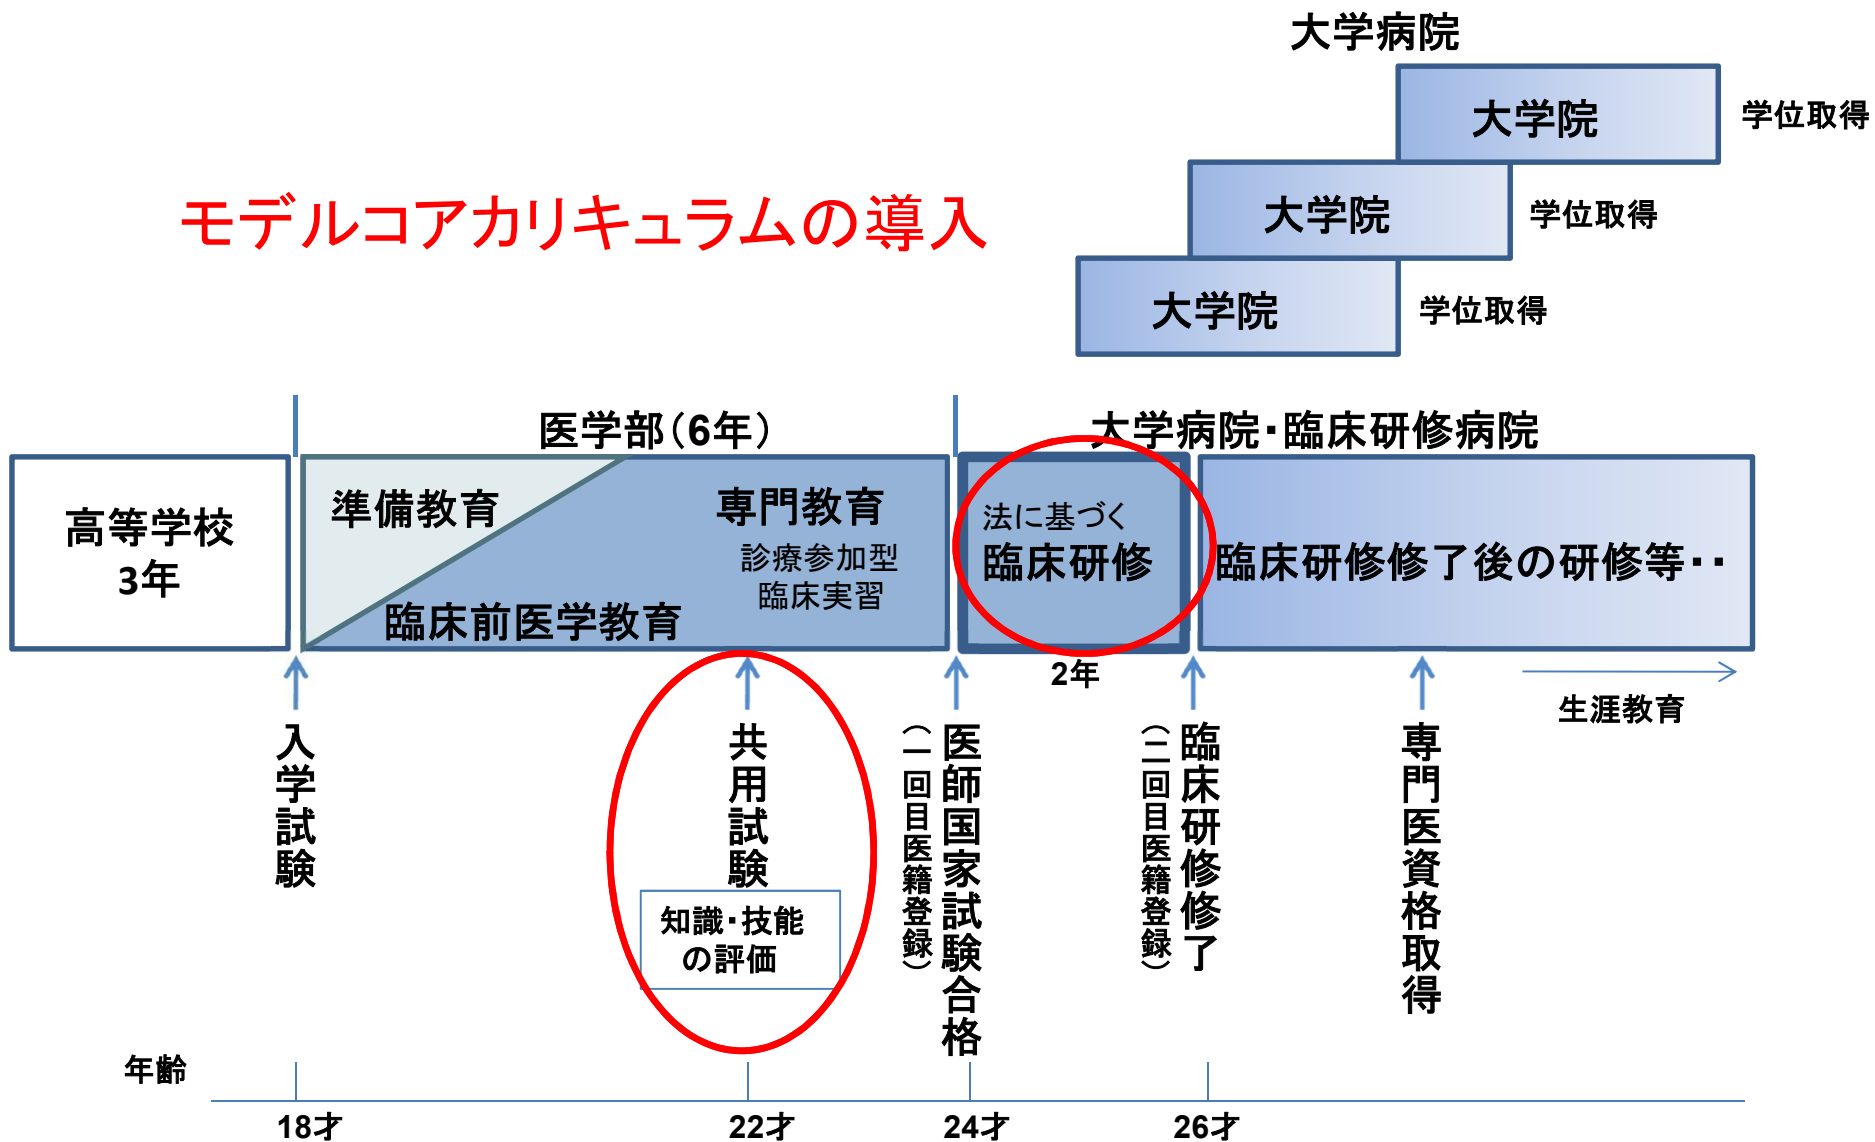 大学病院
大学院
学位取得
モデルコアカリキュラムの導入
大学院
学位取得
大学院
学位取得
医学部（6年）
大学病院・臨床研修病院
高等学校
3年
準備教育
臨床前医学教育
専門教育
診療参加型
臨床実習
法に基づく
臨床研修
臨床研修修了後の研修等・・
2年
生涯教育
入学試験
共用試験
知識・技能
の評価
医師国家試験合格
（一回目医籍登録）
臨床研修修了
（二回目医籍登録）
専門医資格取得
年齢
18才
22才
24才
26才